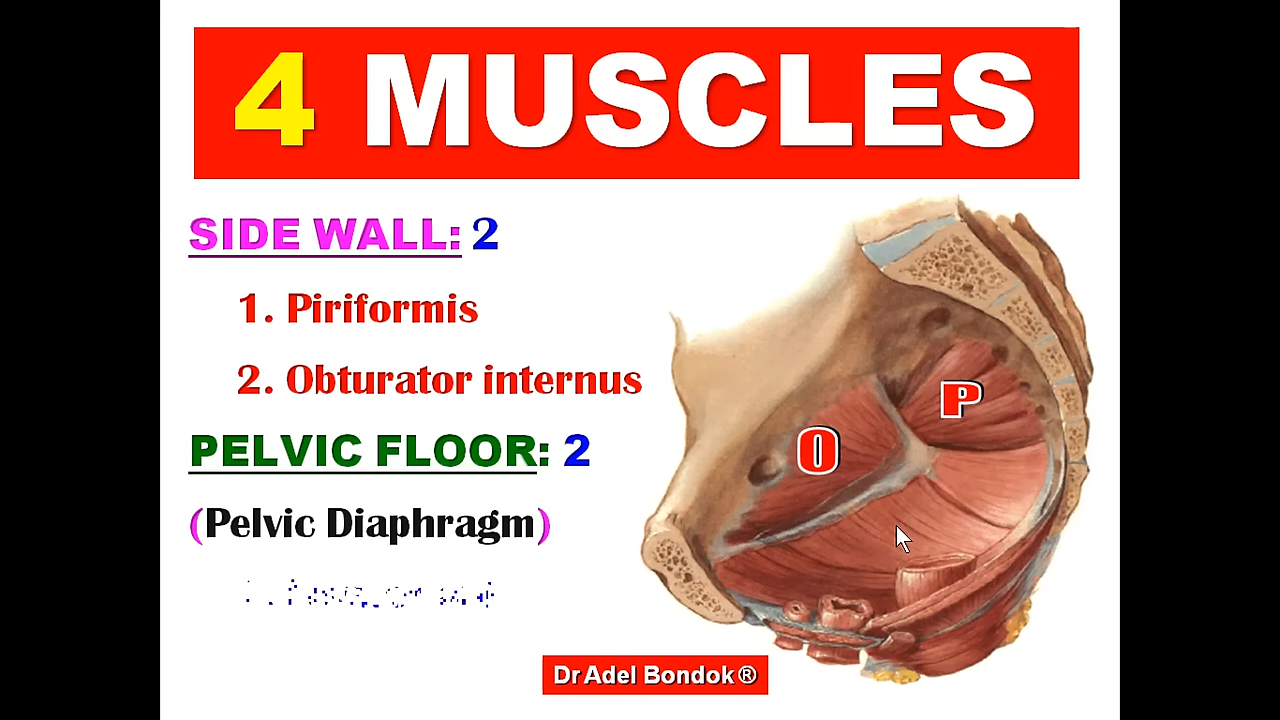 4 MUSCLES
SIDE WALL: 2
1. Piriformis
2. Obturator internus
PELVIC FLOOR: 2
(Pelvic Diaphragm)
O
P
Dr Adel Bondok ®